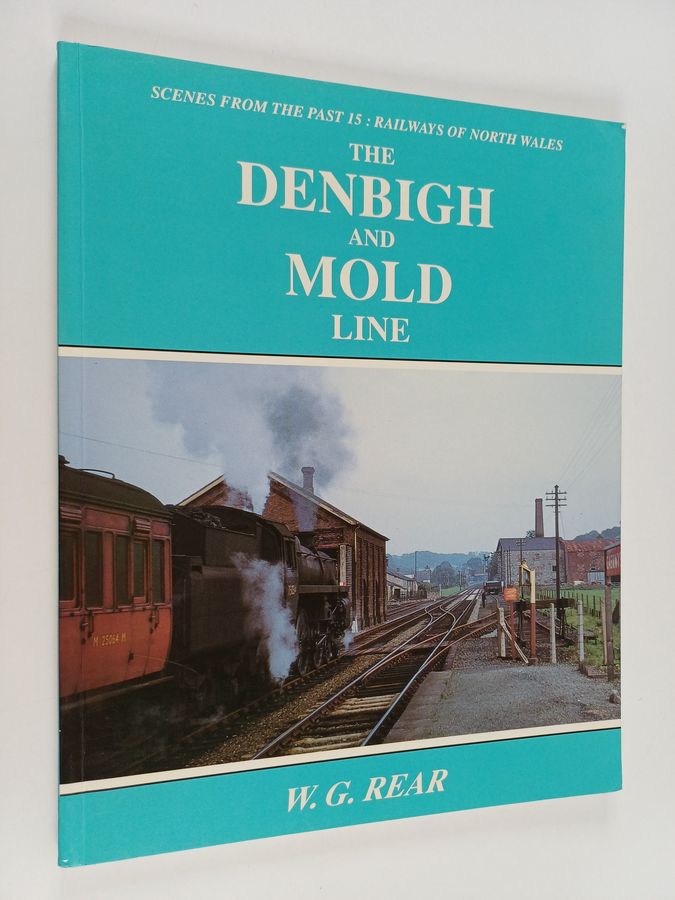 SCENES FROM THE PAST 15 : RAILWAYS OF NORTH WALES
THE
DENBIGH
AND
MOLD
LINE
M 25064 M
W. G. REAR